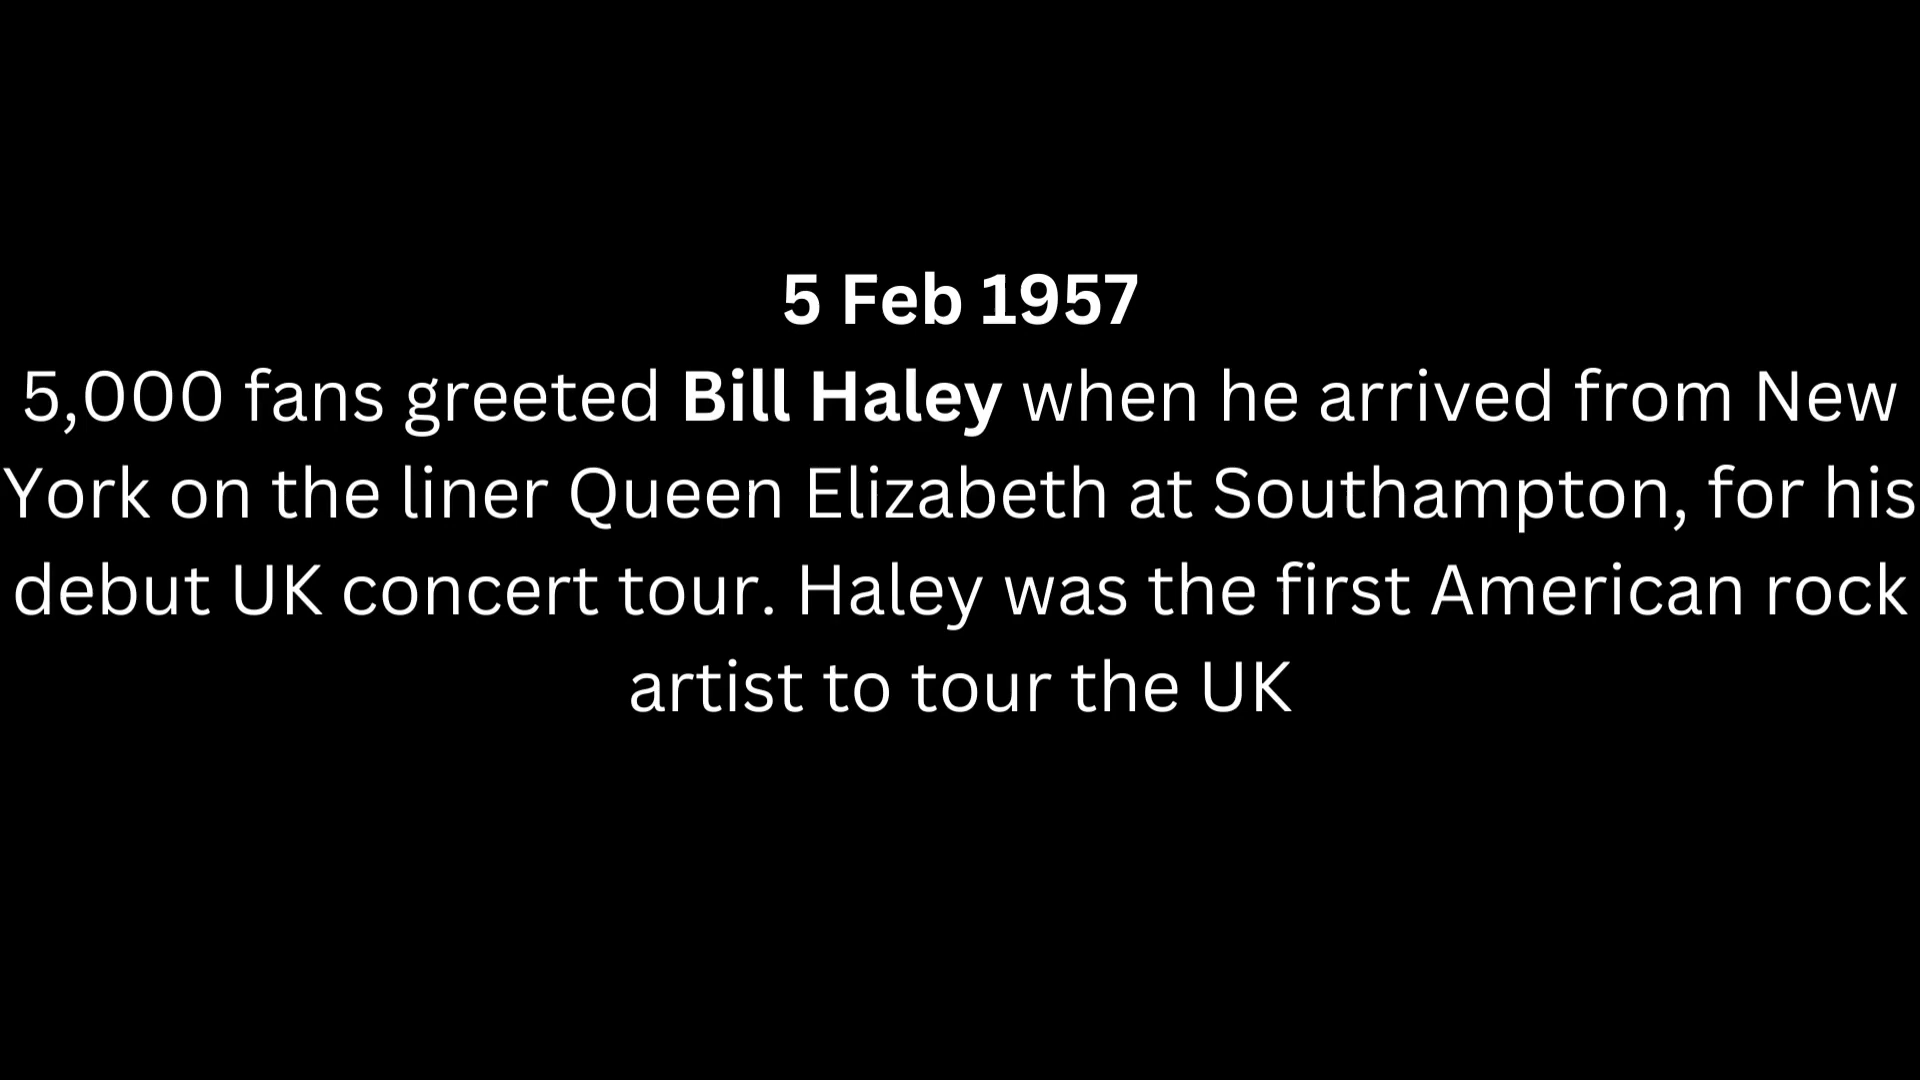 5 Feb 1957
5,000 fans greeted Bill Haley when he arrived from New
York on the liner Queen Elizabeth at Southampton, for his
debut UK concert tour. Haley was the first American rock
artist to tour the UK